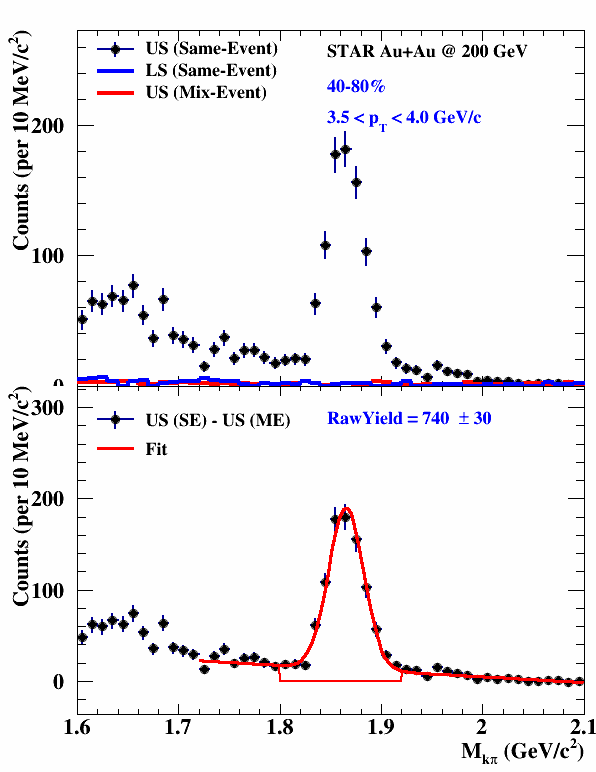 US (Same-Event)
LS (Same-Event)
US (Mix-Event)
STAR Au+Au @ 200 GeV
40-80%
3.5 < p_T < 4.0 GeV/c
Counts (per 10 MeV/c²)
200
100
0
US (SE) - US (ME)
Fit
RawYield = 740 ± 30
Counts (per 10 MeV/c²)
300
200
100
0
1.6 1.7 1.8 1.9 2 2.1
M_kπ (GeV/c²)